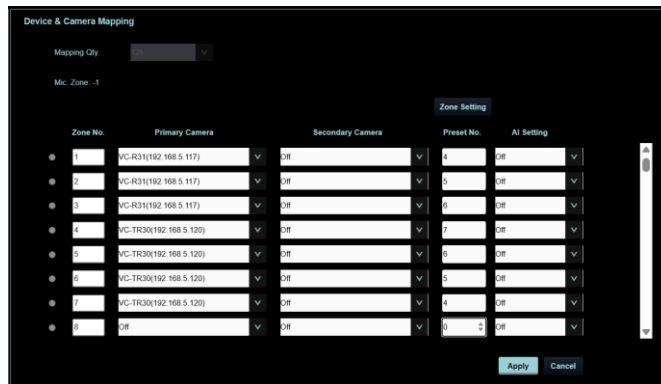 Device & Camera Mapping
Mapping Qty. 128
Mic. Zone: -1
Zone Setting
Zone No. Primary Camera Secondary Camera Preset No. AI Setting
1 VC-R31(192.168.5.117) Off 4 Off
2 VC-R31(192.168.5.117) Off 5 Off
3 VC-R31(192.168.5.117) Off 6 Off
4 VC-TR30(192.168.5.120) Off 7 Off
5 VC-TR30(192.168.5.120) Off 6 Off
6 VC-TR30(192.168.5.120) Off 5 Off
7 VC-TR30(192.168.5.120) Off 4 Off
8 Off Off 0 Off
Apply Cancel